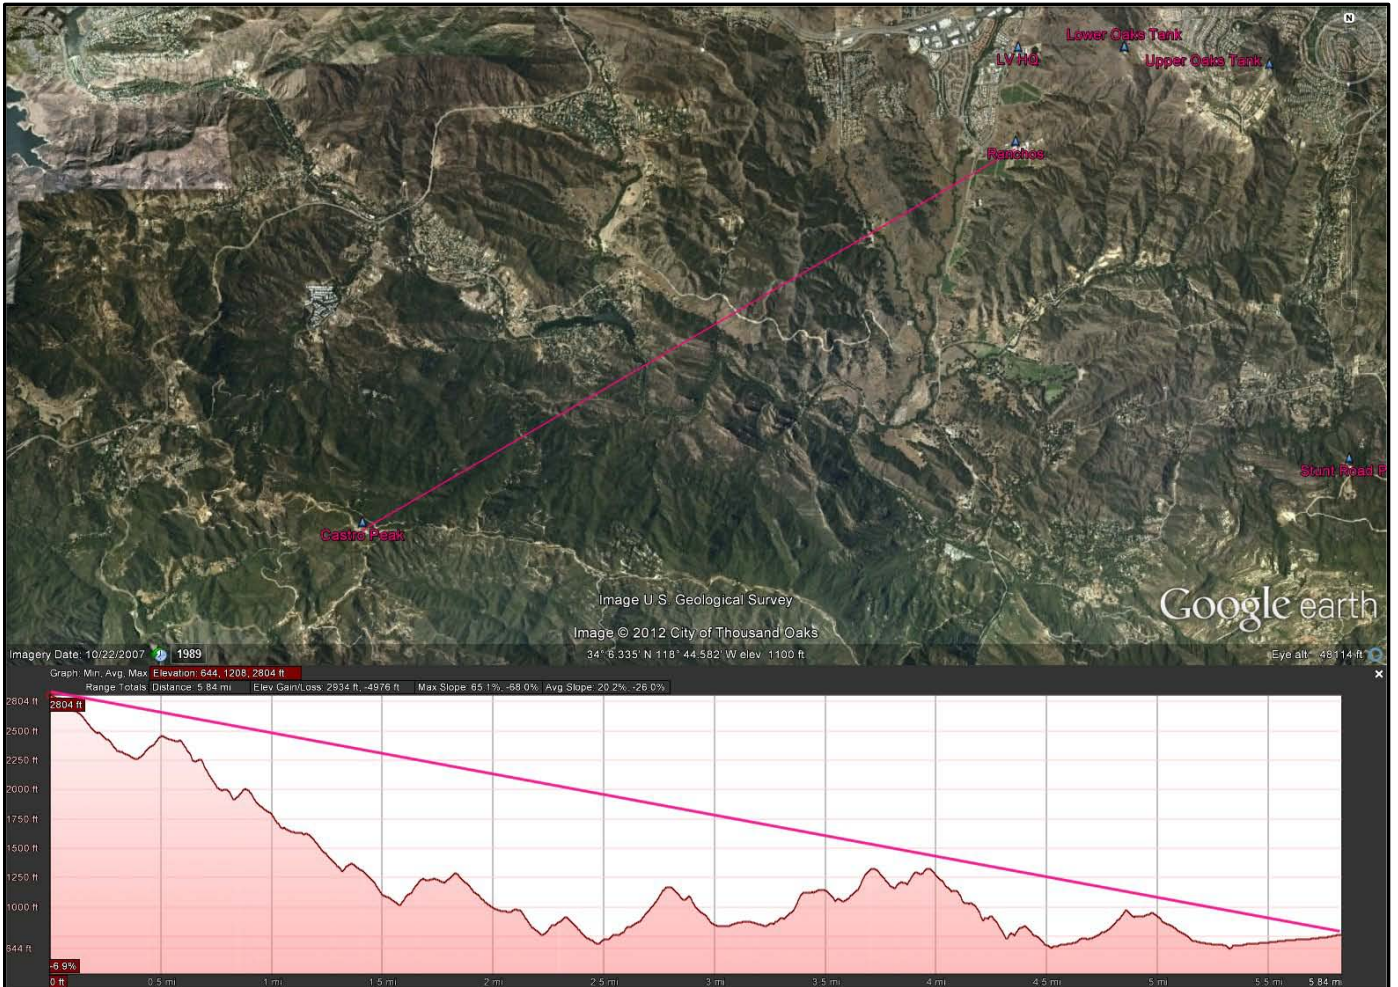 N
Lower Oaks Tank
LV HQ
Upper Oaks Tank
Ranchos
Stunt Road
Castro Peak
Image U.S. Geological Survey
Google earth
Image © 2012 City of Thousand Oaks
Imagery Date: 10/22/2007 1989 34° 6.335' N 118° 44.582' W elev 1100 ft Eye alt 48114 ft
Graph: Min, Avg, Max Elevation: 644, 1208, 2804 ft
Range Totals: Distance: 5.84 mi Elev Gain/Loss: 2934 ft, -4976 ft Max Slope: 65.1%, -68.0% Avg Slope: 20.2%, -26.0%
2804 ft 2804 ft
2500 ft
2250 ft
2000 ft
1750 ft
1500 ft
1250 ft
1000 ft
644 ft
-6.9%
0 ft 0.5 mi 1 mi 1.5 mi 2 mi 2.5 mi 3 mi 3.5 mi 4 mi 4.5 mi 5 mi 5.5 mi 5.84 mi